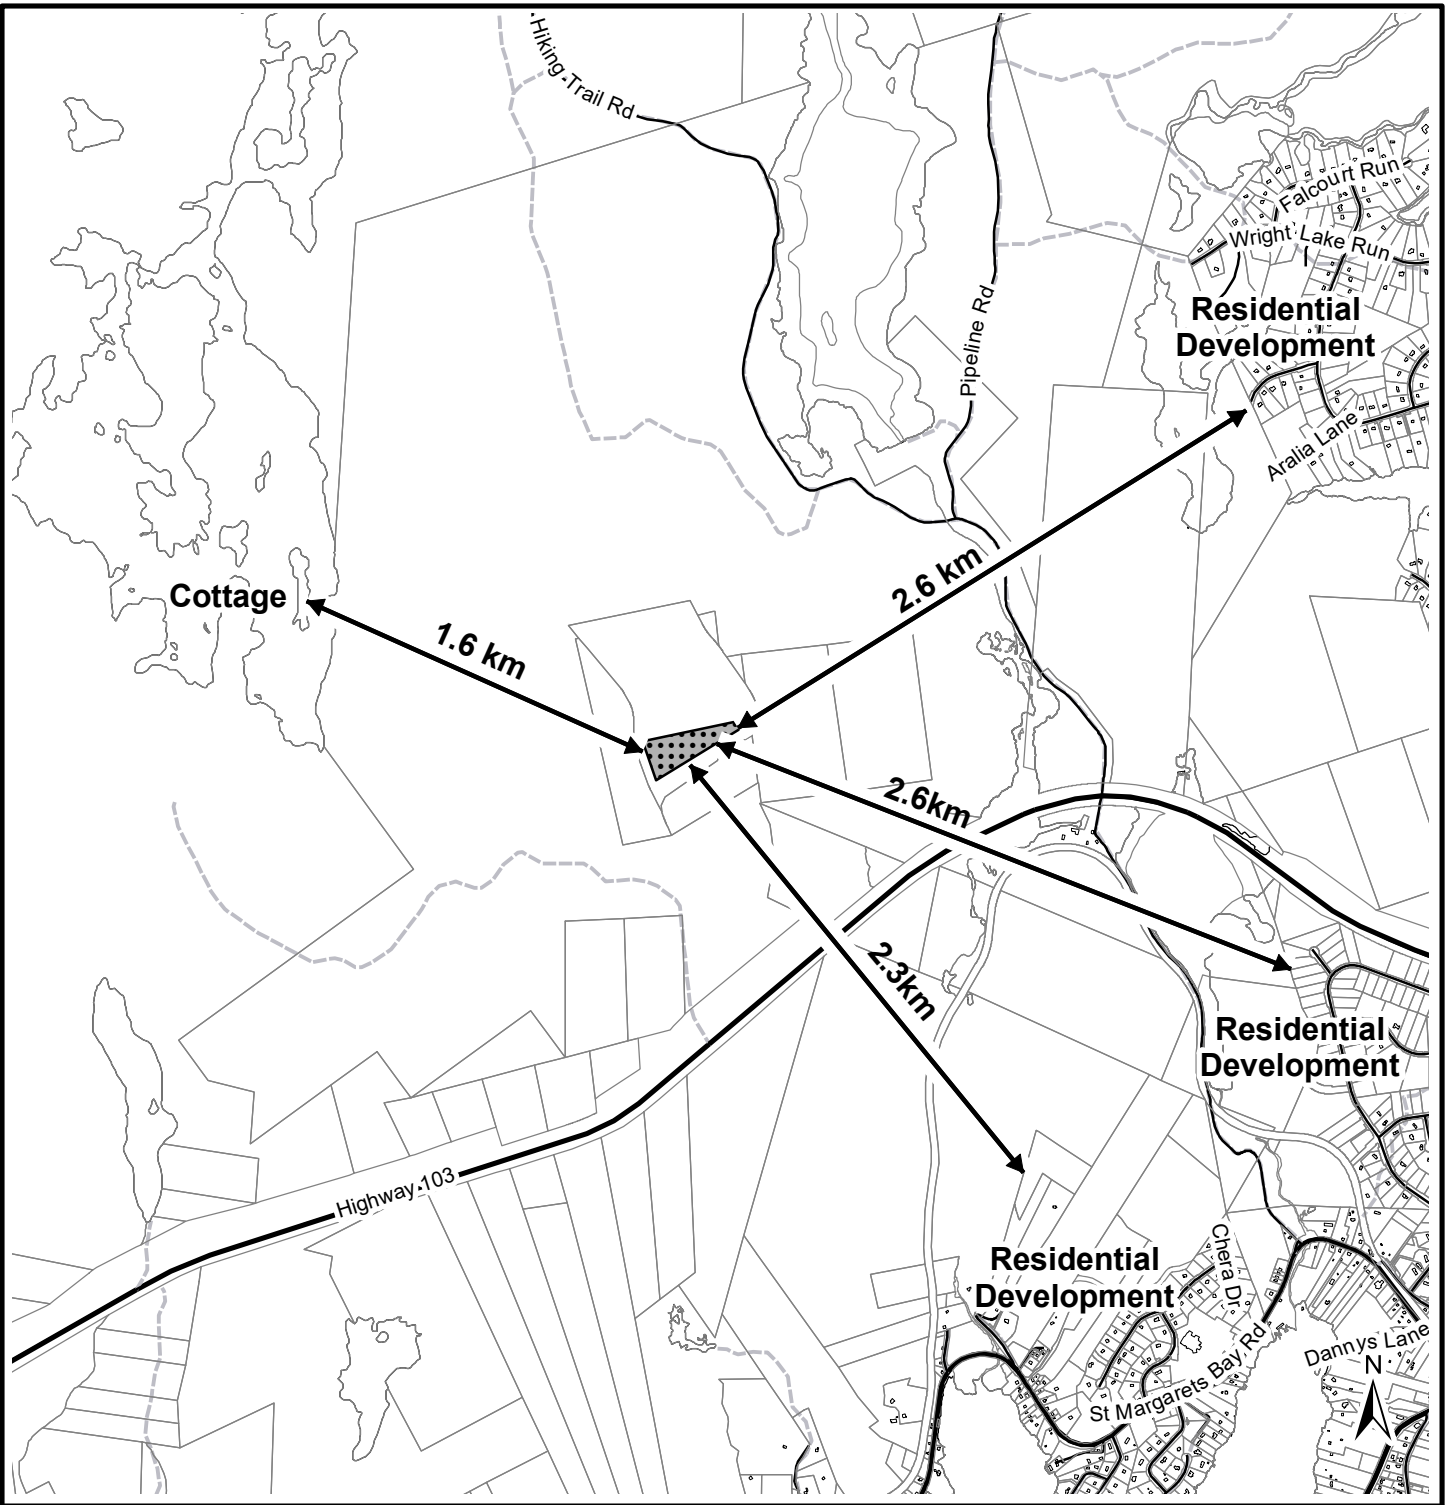 Hiking Trail Rd
Falcourt Run
Wright Lake Run
Residential
Development
Pipeline Rd
Aralia Lane
2.6 km
Cottage
1.6 km
2.6km
2.3km
Residential
Development
Highway 103
Residential
Development
Chera Dr
Dannys Lane
St Margarets Bay Rd
N